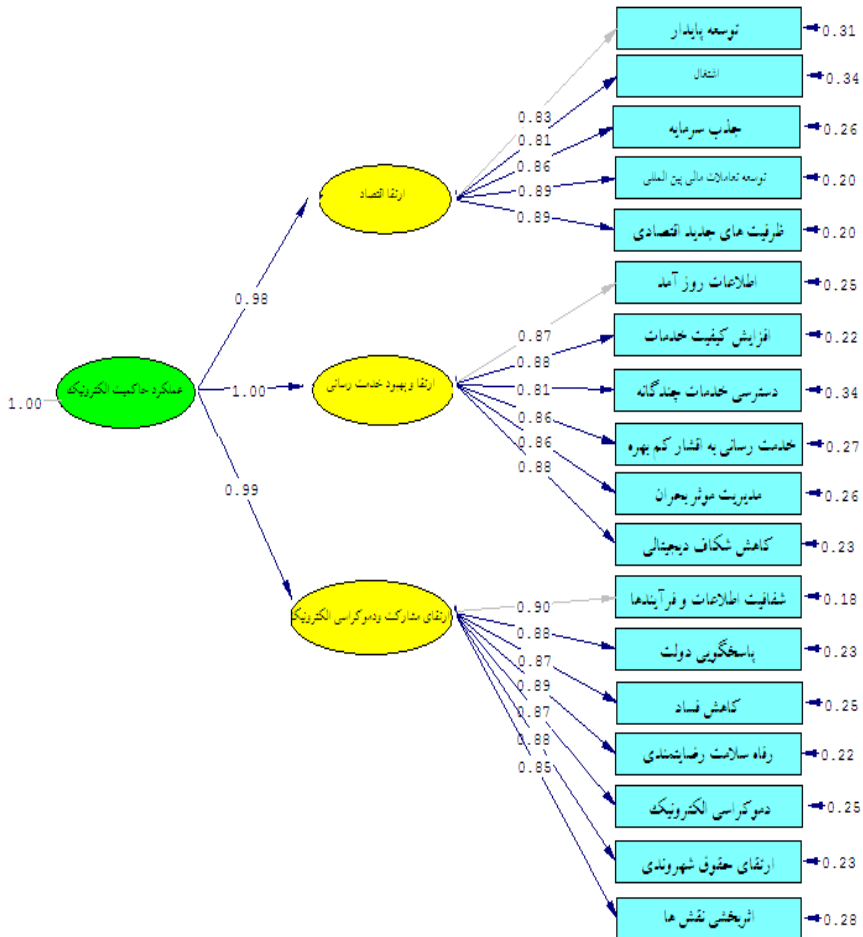 توسعه پایدار
0.31
اشتغال
0.34
0.83
0.81
جذب سرمایه
0.26
0.86
ارتقا اقتصاد
توسعه تعاملات مالی بین المللی
0.20
0.89
0.89
ظرفیت های جدید اقتصادی
0.20
اطلاعات روز آمد
0.25
0.98
0.87
افزایش کیفیت خدمات
0.22
0.88
عملکرد حاکمیت الکترونیک
1.00
1.00
ارتقا و بهبود خدمت رسانی
0.81
دسترسی خدمات چندگانه
0.34
0.86
خدمت رسانی به اقشار کم بهره
0.27
0.86
0.88
مدیریت موثر بحران
0.26
0.99
کاهش شکاف دیجیتالی
0.23
شفافیت اطلاعات و فرآیندها
0.18
0.90
ارتقای مشارکت ودموکراسی الکترونیک
0.88
پاسخگویی دولت
0.23
0.87
0.89
کاهش فساد
0.25
0.87
0.88
رفاه سلامت رضایتمندی
0.22
0.85
دموکراسی الکترونیک
0.25
ارتقای حقوق شهروندی
0.23
اثربخشی نقش ها
0.28